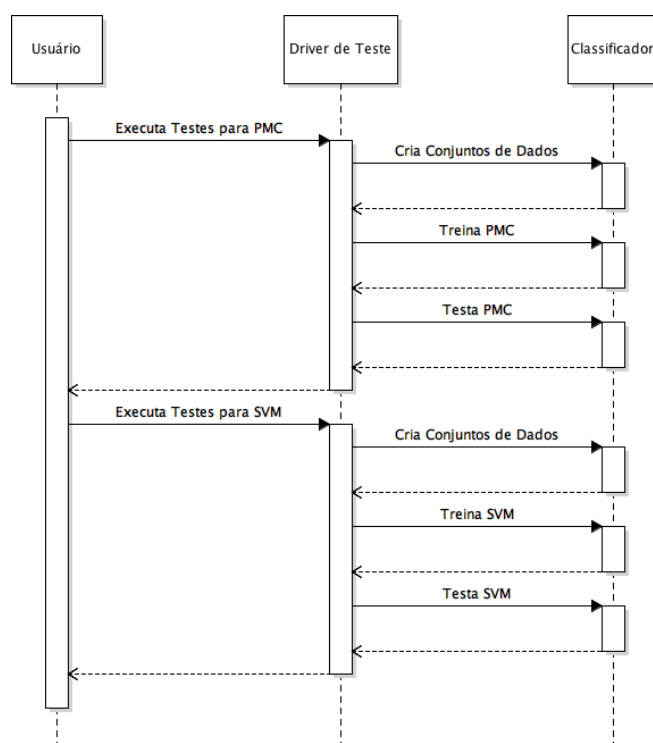 Usuário
Driver de Teste
Classificador
Executa Testes para PMC
Cria Conjuntos de Dados
Treina PMC
Testa PMC
Executa Testes para SVM
Cria Conjuntos de Dados
Treina SVM
Testa SVM